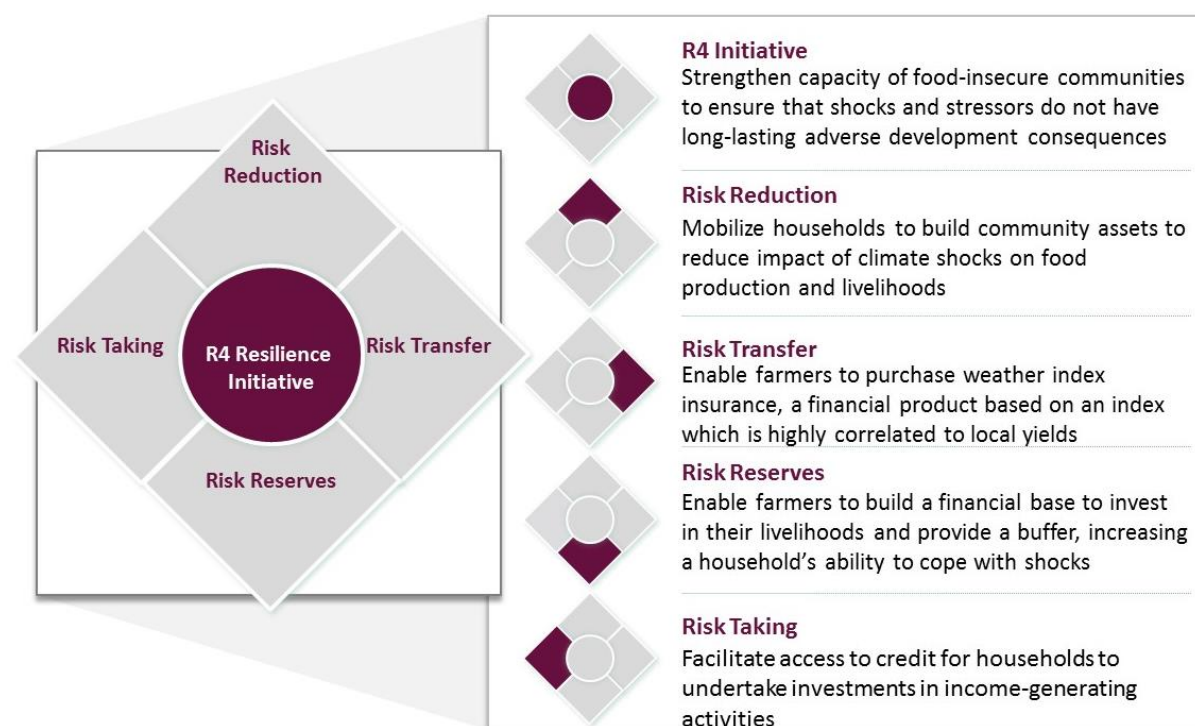 Risk
Reduction
Risk Taking
R4 Resilience
Initiative
Risk Transfer
Risk Reserves
R4 Initiative
Strengthen capacity of food-insecure communities
to ensure that shocks and stressors do not have
long-lasting adverse development consequences
Risk Reduction
Mobilize households to build community assets to
reduce impact of climate shocks on food
production and livelihoods
Risk Transfer
Enable farmers to purchase weather index
insurance, a financial product based on an index
which is highly correlated to local yields
Risk Reserves
Enable farmers to build a financial base to invest
in their livelihoods and provide a buffer, increasing
a household’s ability to cope with shocks
Risk Taking
Facilitate access to credit for households to
undertake investments in income-generating
activities